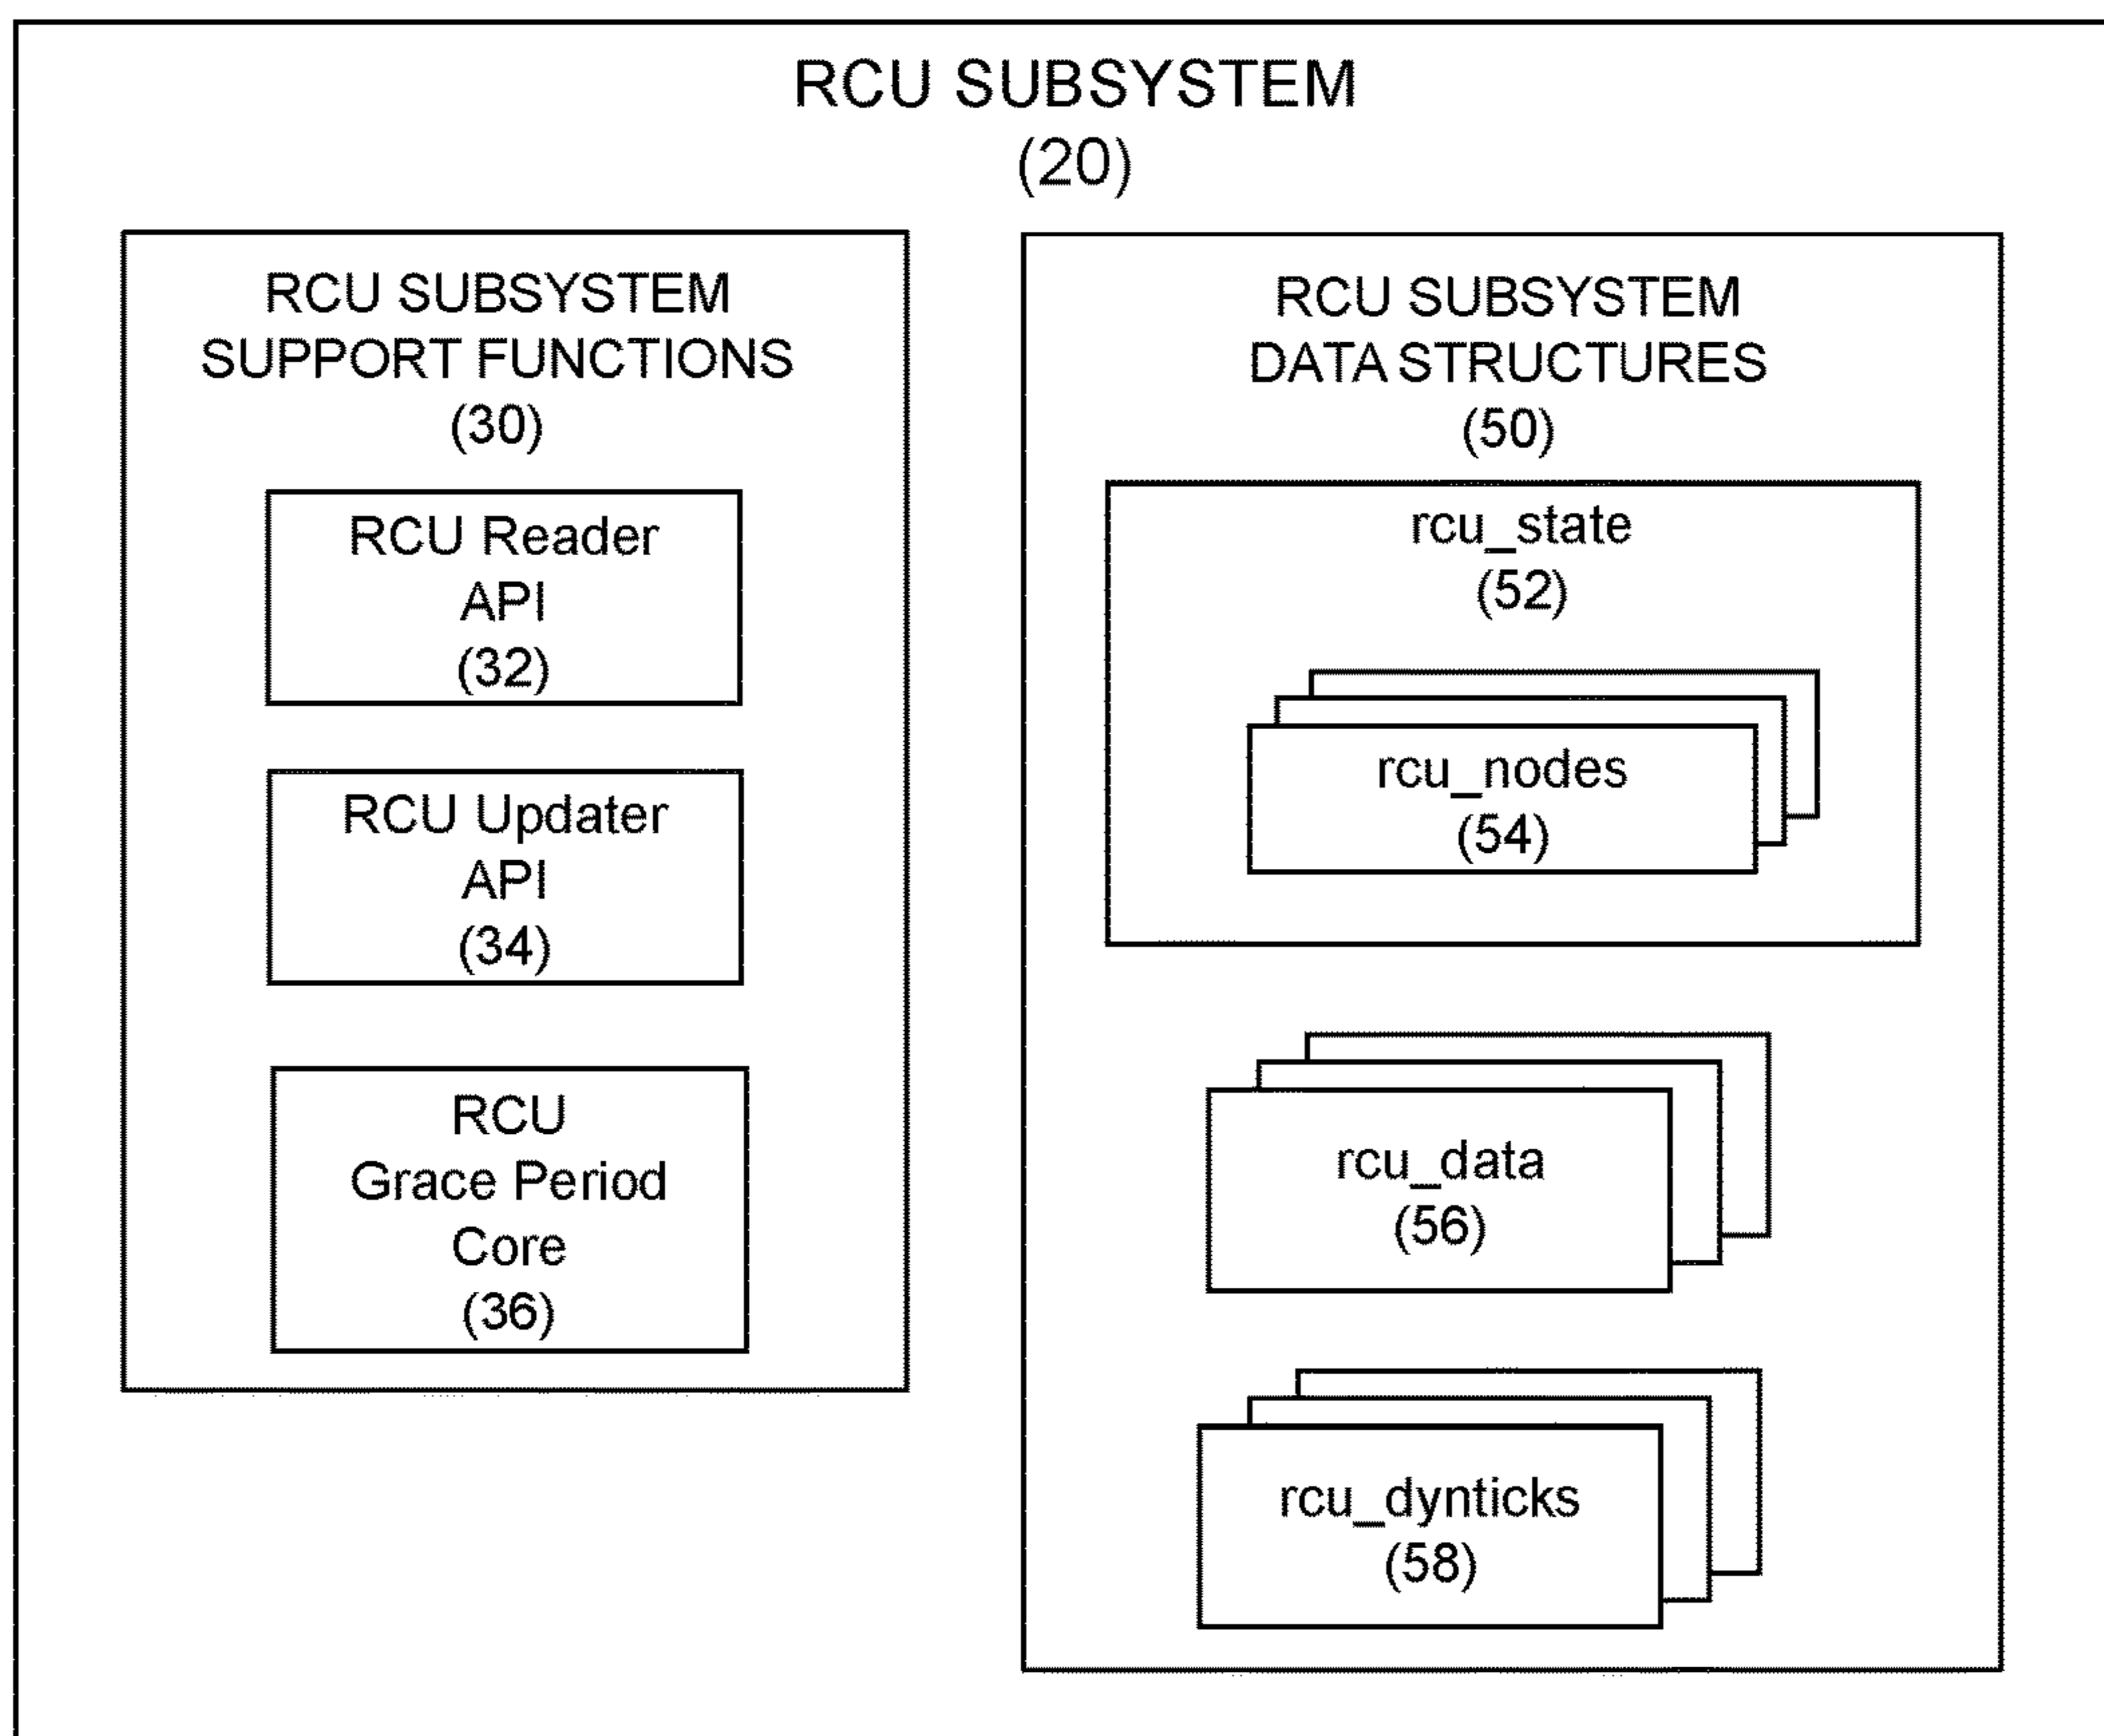 RCU SUBSYSTEM
(20)
RCU SUBSYSTEM
SUPPORT FUNCTIONS
(30)
RCU Reader
API
(32)
RCU Updater
API
(34)
RCU
Grace Period
Core
(36)
RCU SUBSYSTEM
DATA STRUCTURES
(50)
rcu_state
(52)
rcu_nodes
(54)
rcu_data
(56)
rcu_dynticks
(58)